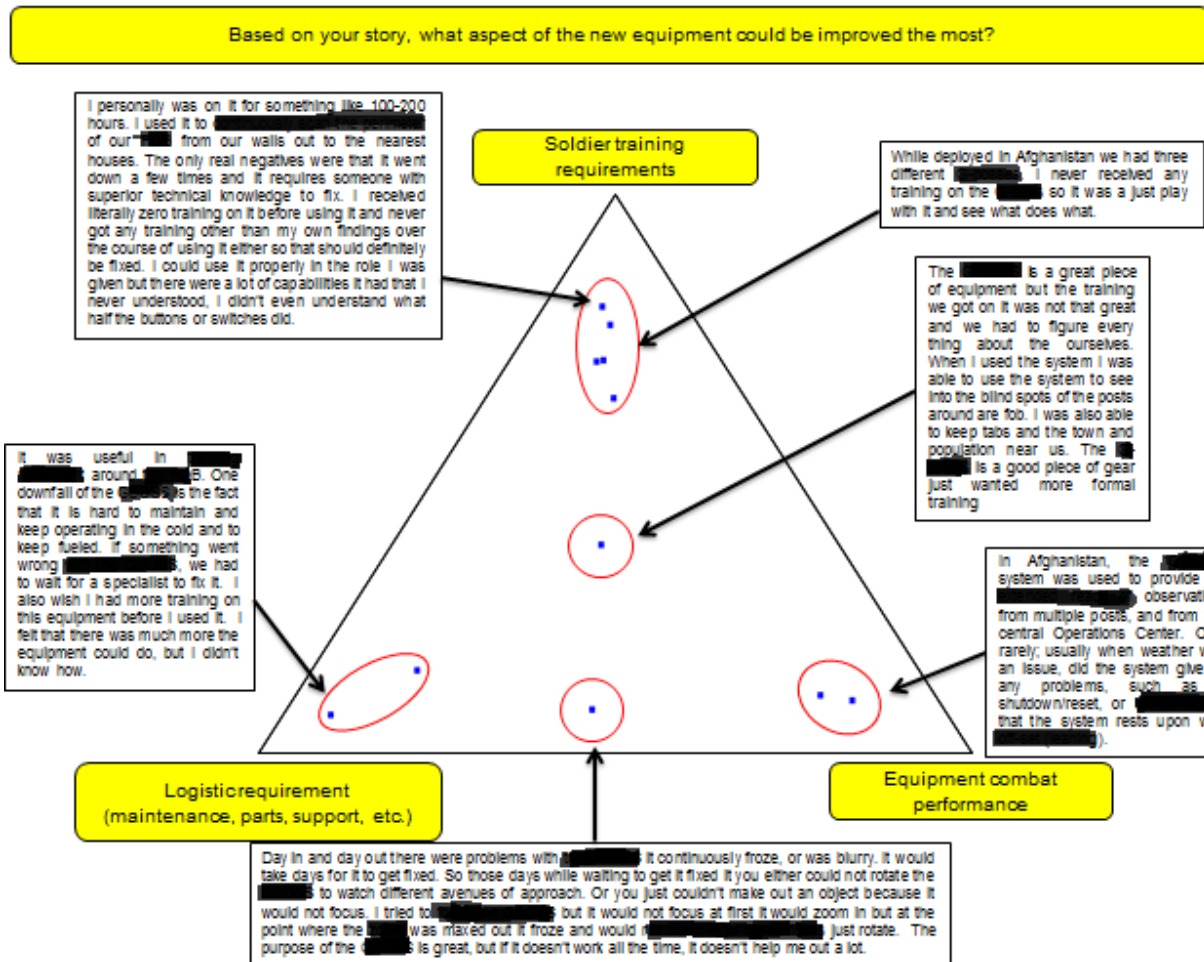 Based on your story, what aspect of the new equipment could be improved the most?
I personally was on it for something like 100-200
hours. I used it to
of our from our walls out to the nearest
houses. The only real negatives were that it went
down a few times and it requires someone with
superior technical knowledge to fix. I received
literally zero training on it before using it and never
got any training other than my own findings over
the course of using it either so that should definitely
be fixed. I could use it properly in the role I was
given but there were a lot of capabilities it had that I
never understood, I didn't even understand what
half the buttons or switches did.
Soldier training
requirements
While deployed in Afghanistan we had three
different I never received any
training on the so it was a just play
with it and see what does what.
The is a great piece
of equipment but the training
we got on it was not that great
and we had to figure every
thing about the ourselves.
When I used the system I was
able to use the system to see
into the blind spots of the posts
around are fob. I was also able
to keep tabs and the town and
population near us. The
is a good piece of gear
just wanted more formal
training
It was useful in
around B. One
downfall of the is the fact
that it is hard to maintain and
keep operating in the cold and to
keep fueled. If something went
wrong , we had
to wait for a specialist to fix it. I
also wish I had more training on
this equipment before I used it. I
felt that there was much more the
equipment could do, but I didn't
know how.
In Afghanistan, the
system was used to provide
observati
from multiple posts, and from
central Operations Center. O
rarely; usually when weather w
an issue, did the system give
any problems, such as
shutdown/reset, or
that the system rests upon w
).
Logistic requirement
(maintenance, parts, support, etc.)
Equipment combat
performance
Day in and day out there were problems with it continuously froze, or was blurry. It would
take days for it to get fixed. So those days while waiting to get it fixed it you either could not rotate the
to watch different avenues of approach. Or you just couldn't make out an object because it
would not focus. I tried to but it would not focus at first it would zoom in but at the
point where the was maxed out it froze and would just rotate. The
purpose of the is great, but if it doesn't work all the time, it doesn't help me out a lot.